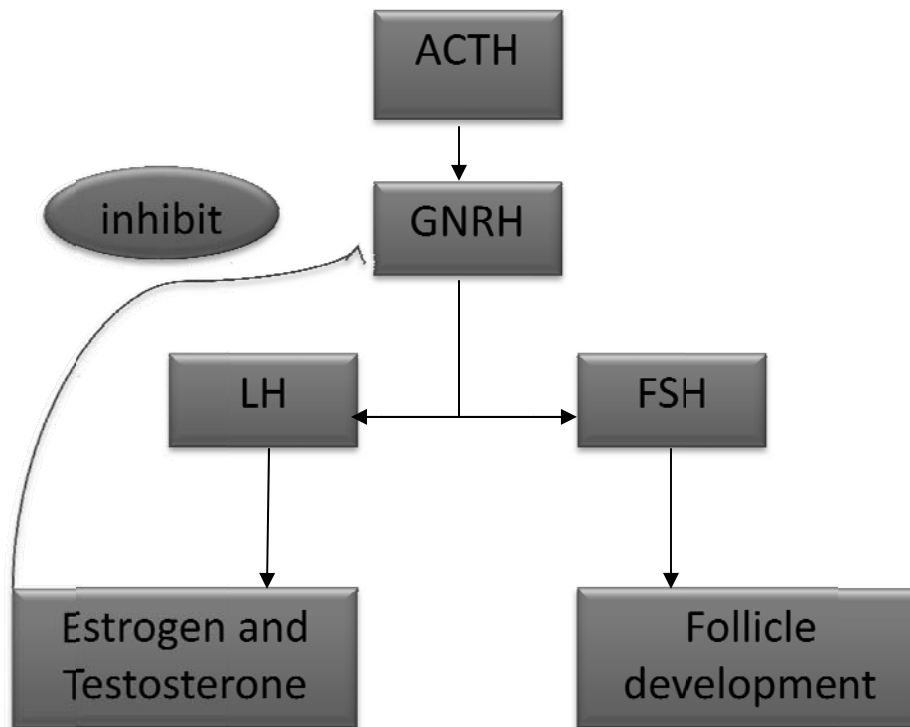 ACTH
inhibit
GNRH
LH
FSH
Estrogen and
Testosterone
Follicle
development